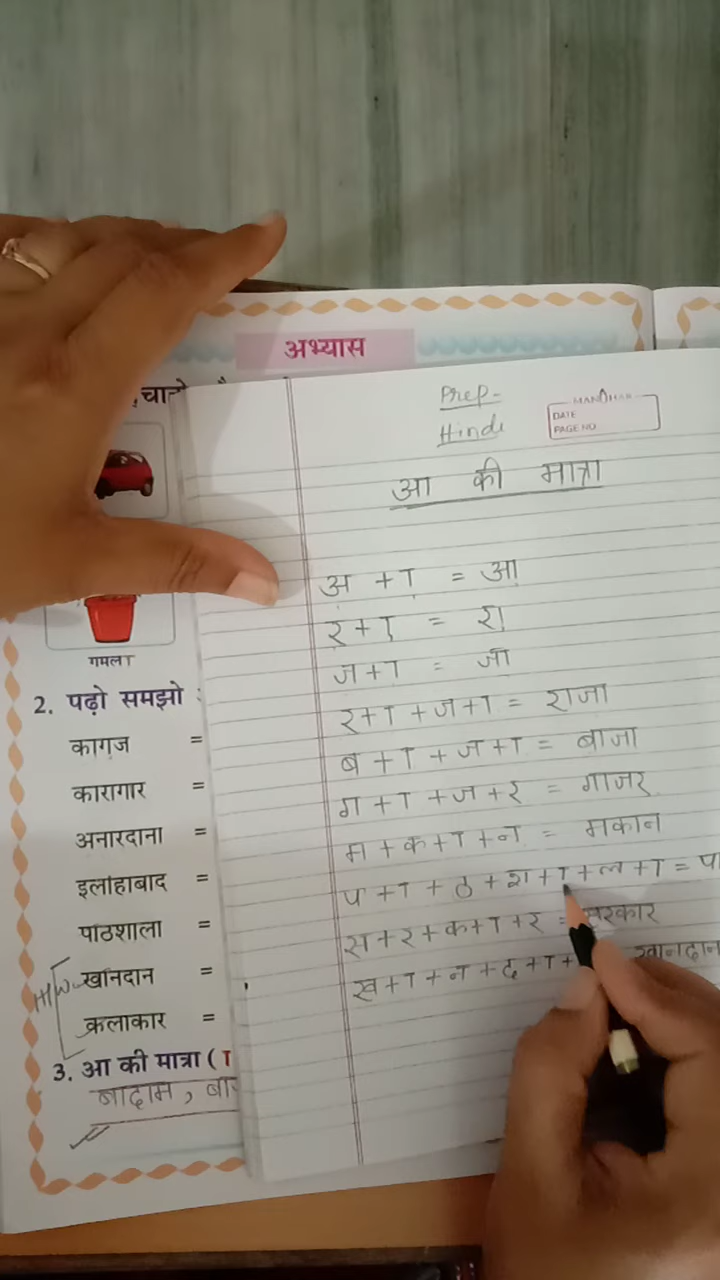 अभ्यास
Prep-
Hindi
MANOHAR
DATE
PAGE NO.
आ की मात्रा
अ + ा = आ
र + ा = रा
ज + ा = जा
र + ा + ज + ा = राजा
ब + ा + ज + ा = बाजा
ग + ा + ज + र = गाजर
म + क + ा + न = मकान
प + ा + ठ + श + ा + ल + ा = पा
स + र + क + ा + र = सरकार
ख + ा + न + द + ा + खानदान
गमला
2. पढ़ो समझो :
कागज =
कारागार =
अनारदाना =
इलाहाबाद =
पाठशाला =
H/W
खानदान =
कलाकार =
3. आ की मात्रा ( ा
बादाम ,